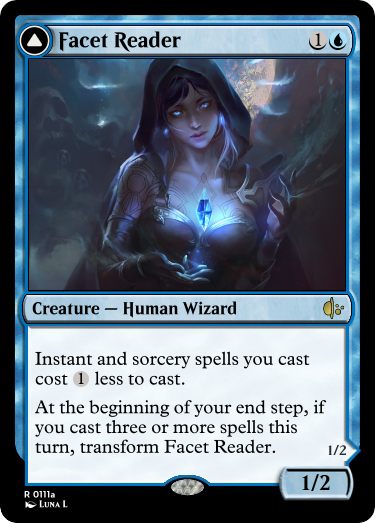 Facet Reader 1
Creature — Human Wizard
Instant and sorcery spells you cast
cost 1 less to cast.
At the beginning of your end step, if
you cast three or more spells this
turn, transform Facet Reader.
1/2
1/2
R 0111a
Luna L